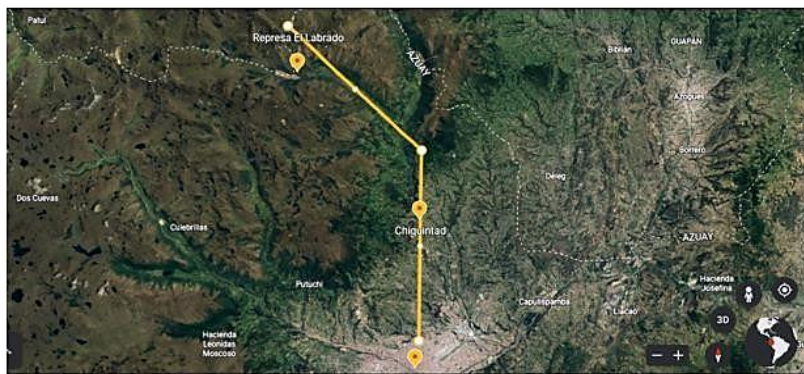 Patul
Represa El Labrado
AZUAY
Biblián
GUAPÁN
Azogues
Borrero
Déleg
Dos Cuevas
Culebrillas
Chiquintad
AZUAY
Putuchi
Hacienda
Josefina
Capulispamba
Llacao
Hacienda
Leonidas
Moscoso
3D